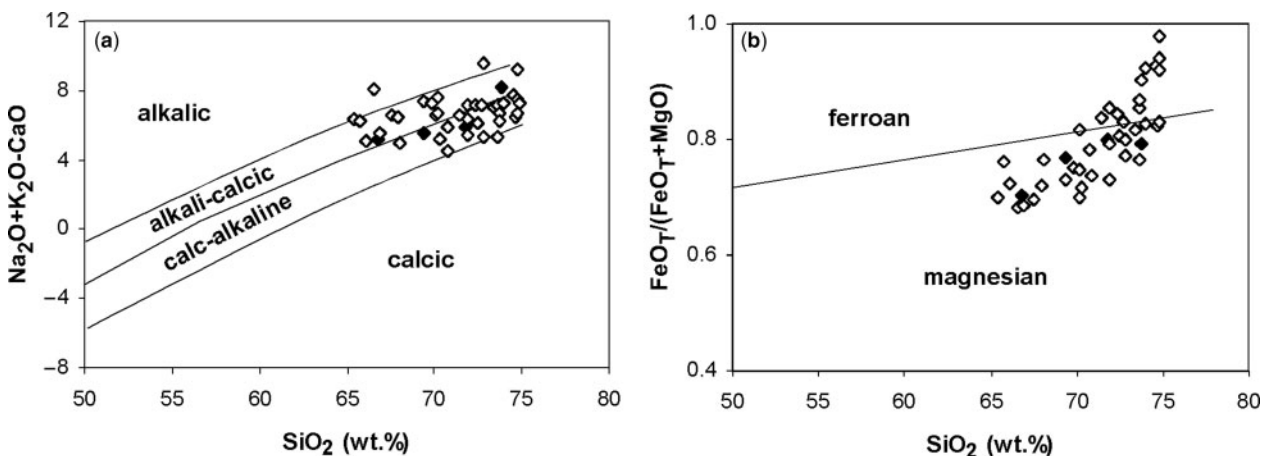 (a)
Na2O+K2O-CaO
12
8
4
0
−4
−8
alkalic
alkali-calcic
calc-alkaline
calcic
50 55 60 65 70 75 80
SiO2 (wt.%)
(b)
FeOT/(FeOT+MgO)
1.0
0.8
0.6
0.4
ferroan
magnesian
50 55 60 65 70 75 80
SiO2 (wt.%)